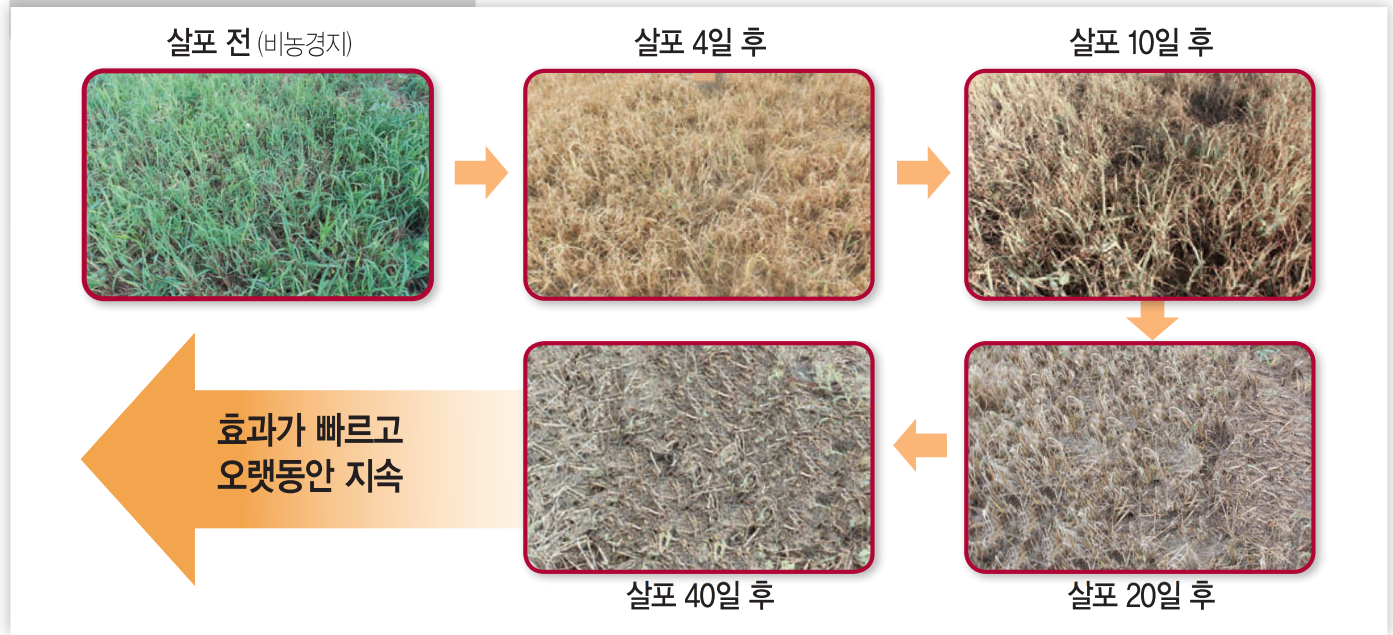 살포 전 (비농경지)
살포 4일 후
살포 10일 후
살포 20일 후
살포 40일 후
효과가 빠르고
오랫동안 지속